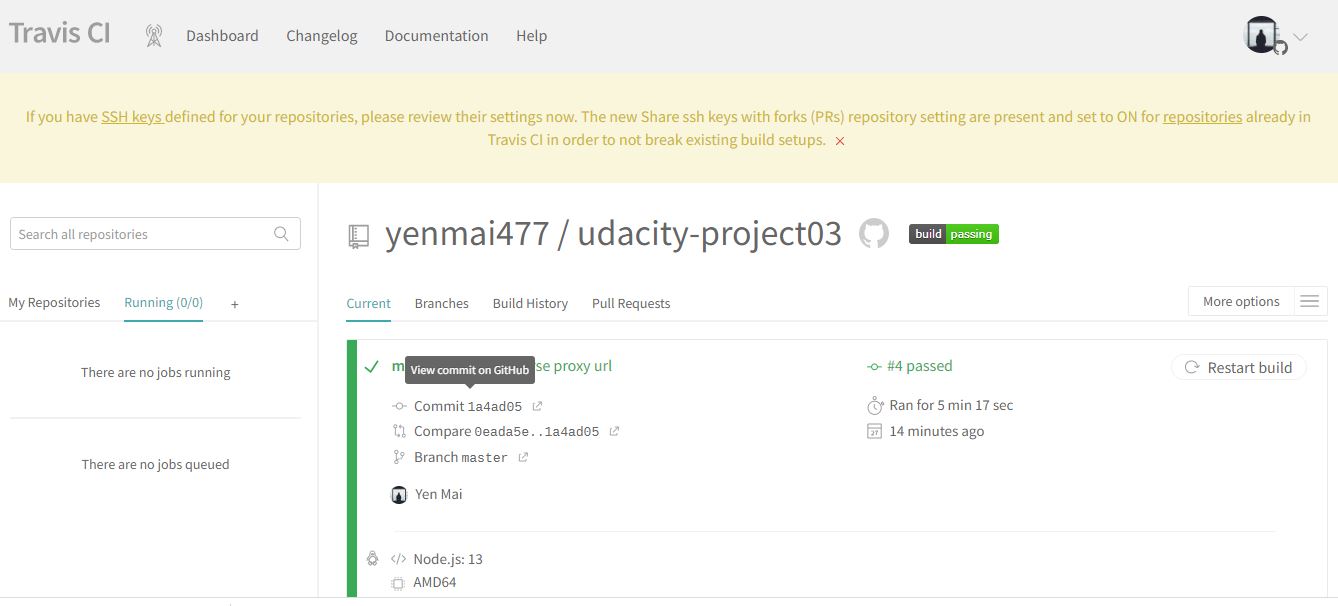 Travis CI Dashboard Changelog Documentation Help
If you have SSH keys defined for your repositories, please review their settings now. The new Share ssh keys with forks (PRs) repository setting are present and set to ON for repositories already in
Travis CI in order to not break existing build setups. ×
Search all repositories
yenmai477 / udacity-project03 build passing
My Repositories Running (0/0) +
Current Branches Build History Pull Requests More options
There are no jobs running
There are no jobs queued
View commit on GitHub proxy url
#4 passed Restart build
Commit 1a4ad05
Ran for 5 min 17 sec
Compare 0eada5e..1a4ad05
14 minutes ago
Branch master
Yen Mai
Node.js: 13
AMD64